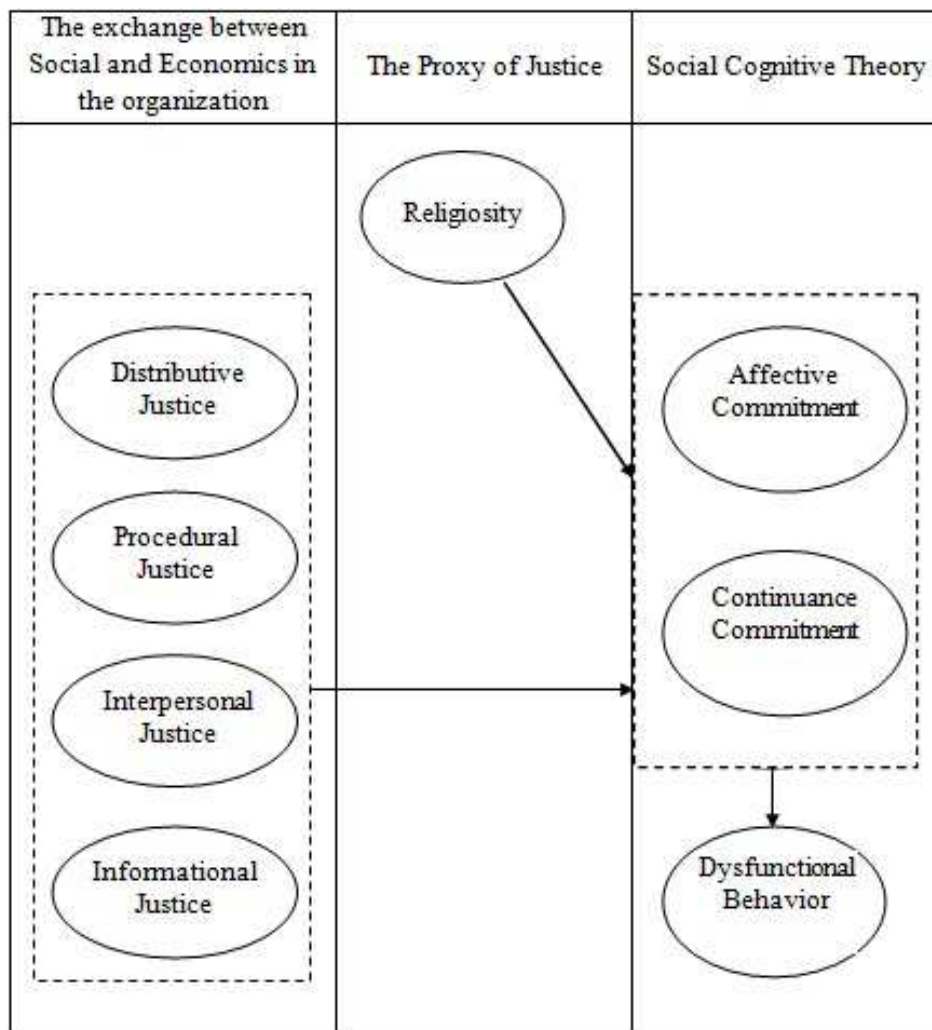 The exchange between
Social and Economics in
the organization
The Proxy of Justice
Social Cognitive Theory
Religiosity
Distributive
Justice
Procedural
Justice
Interpersonal
Justice
Informational
Justice
Affective
Commitment
Continuance
Commitment
Dysfunctional
Behavior